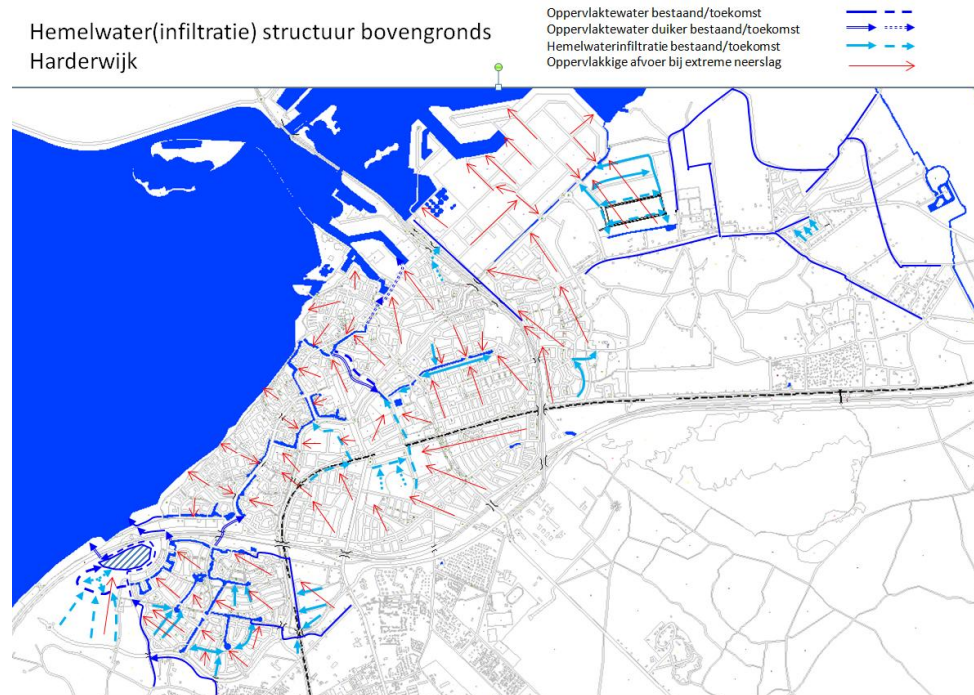 Hemelwater(infiltratie) structuur bovengronds
Harderwijk
Oppervlaktewater bestaand/toekomst
Oppervlaktewater duiker bestaand/toekomst
Hemelwaterinfiltratie bestaand/toekomst
Oppervlakkige afvoer bij extreme neerslag